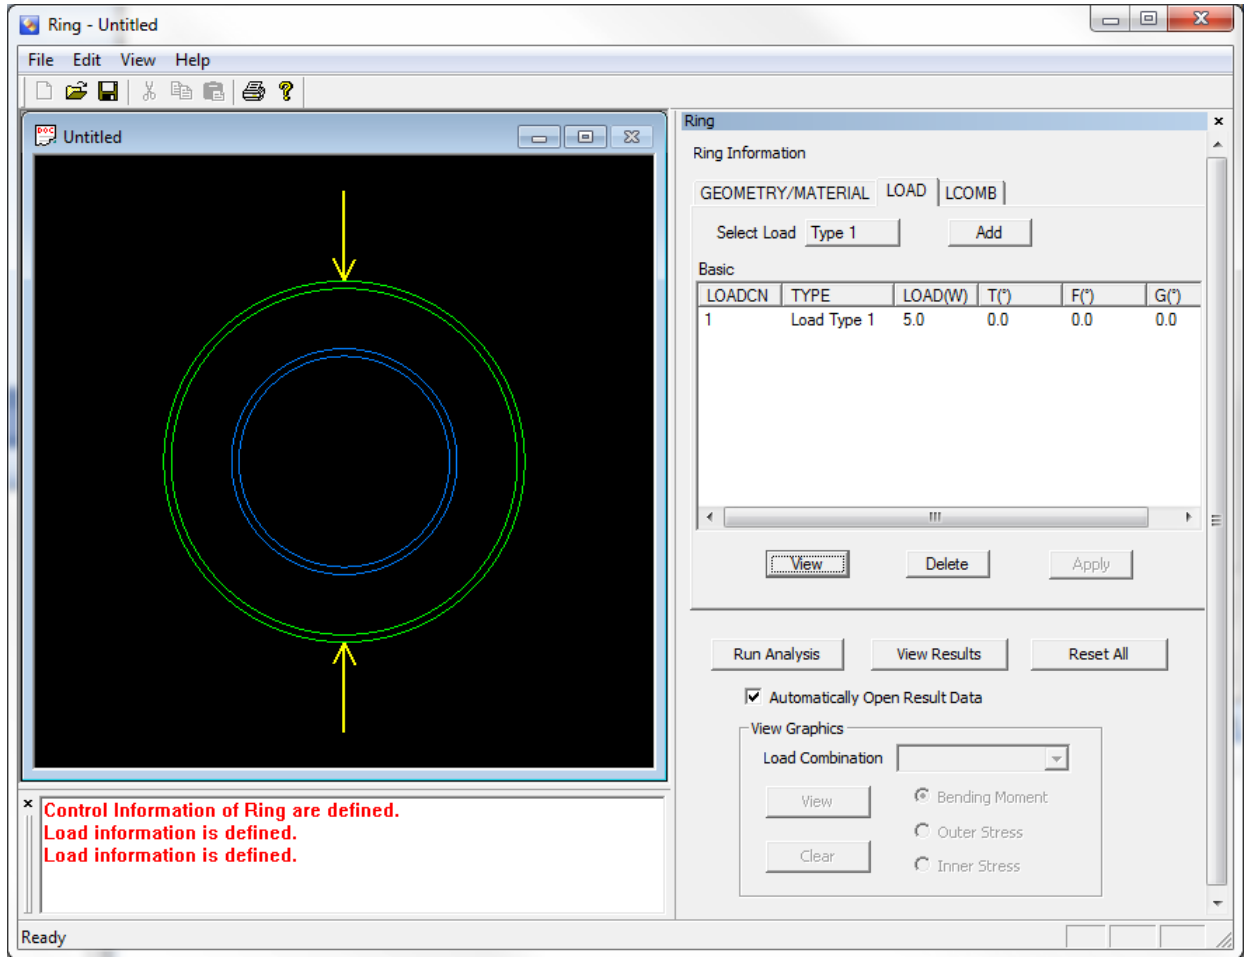 Ring - Untitled
File Edit View Help
DOC Untitled
Ring
Ring Information
GEOMETRY/MATERIAL LOAD LCOMB
Select Load Type 1 Add
Basic
LOADCN TYPE LOAD(W) T(°) F(°) G(°)
1 Load Type 1 5.0 0.0 0.0 0.0
View Delete Apply
Run Analysis View Results Reset All
Automatically Open Result Data
View Graphics
Load Combination
View Bending Moment
Outer Stress
Clear Inner Stress
Control Information of Ring are defined.
Load information is defined.
Load information is defined.
Ready